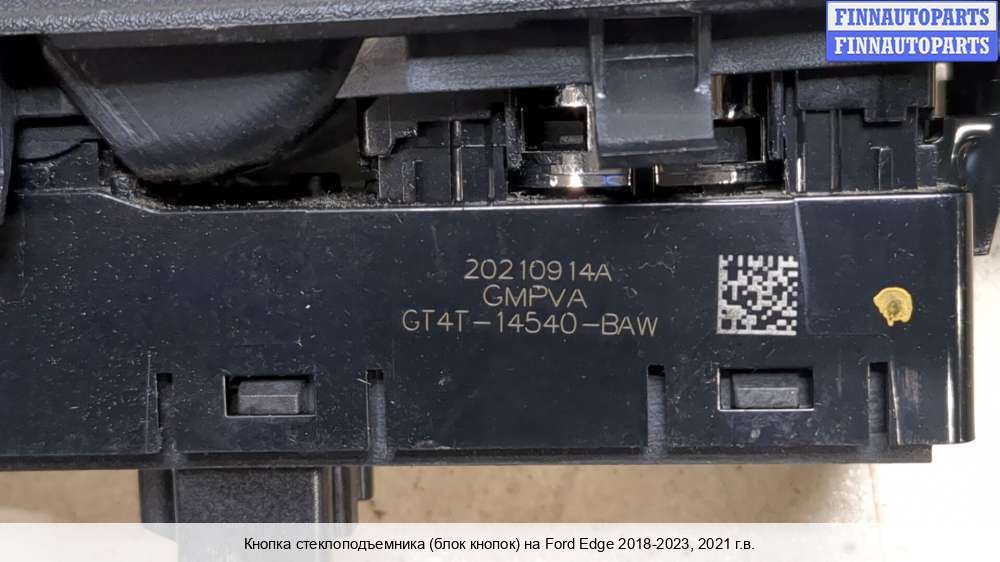 FINNAUTOPARTS
FINNAUTOPARTS
20210914A
GMPVA
GT4T-14540-BAW
Кнопка стеклоподъемника (блок кнопок) на Ford Edge 2018-2023, 2021 г.в.